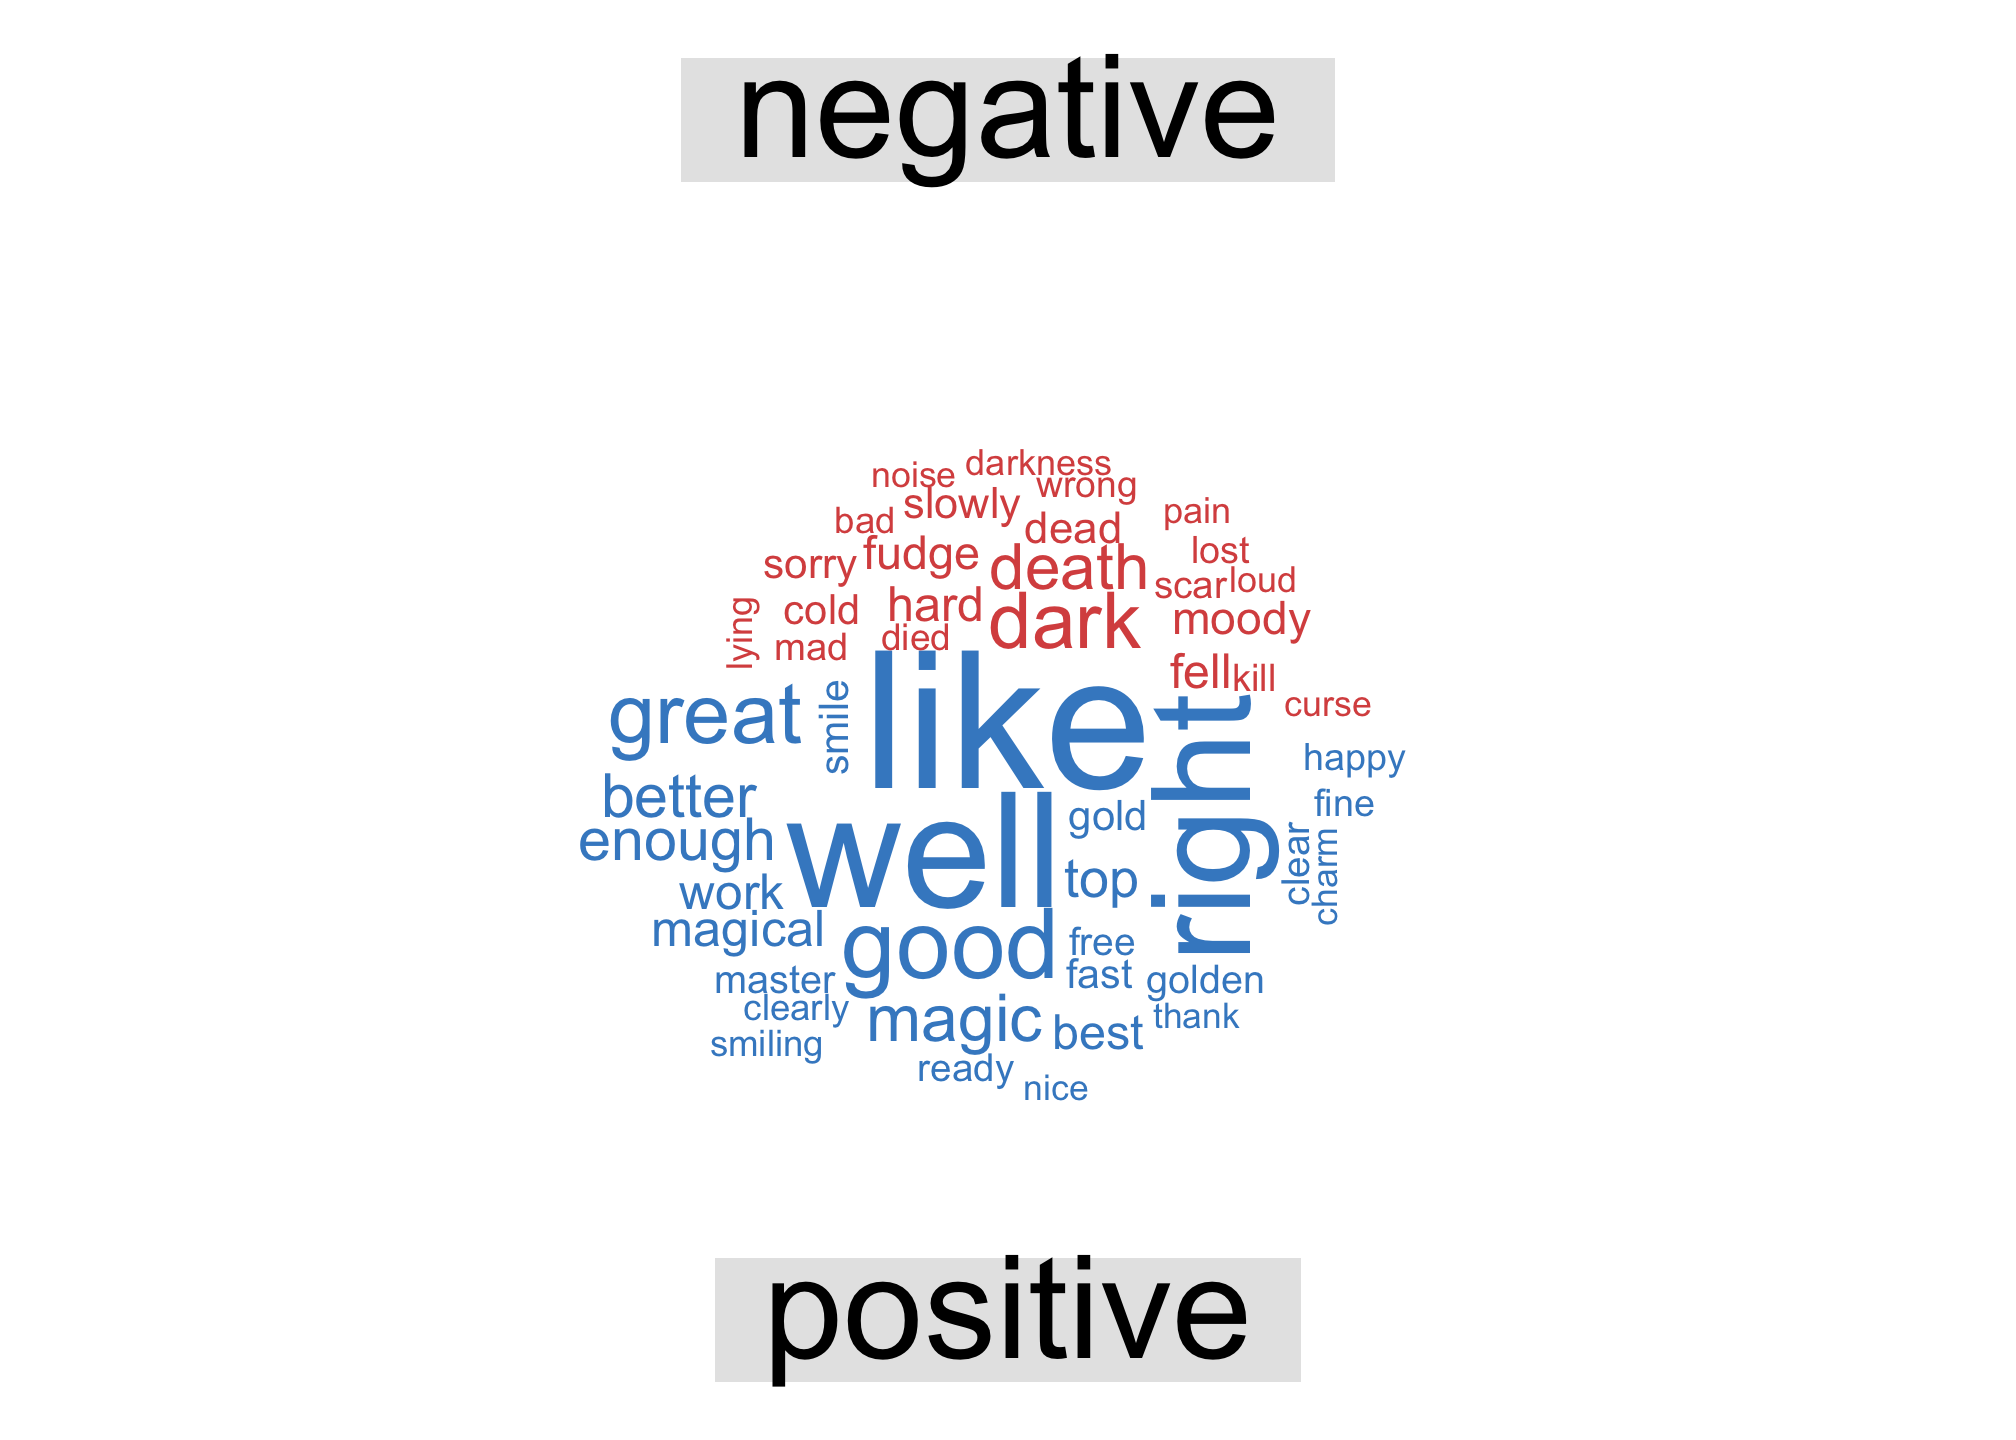 negative
darkness
noise
wrong
slowly
pain
bad
dead
lost
fudge
sorry
death
scar
loud
cold
hard
dark
moody
lying
mad
died
fell
kill
like
curse
great
smile
right
happy
better
well
gold
fine
enough
top
clear
charm
work
magical
good
free
fast
master
golden
clearly
magic
best
thank
smiling
ready
nice
positive